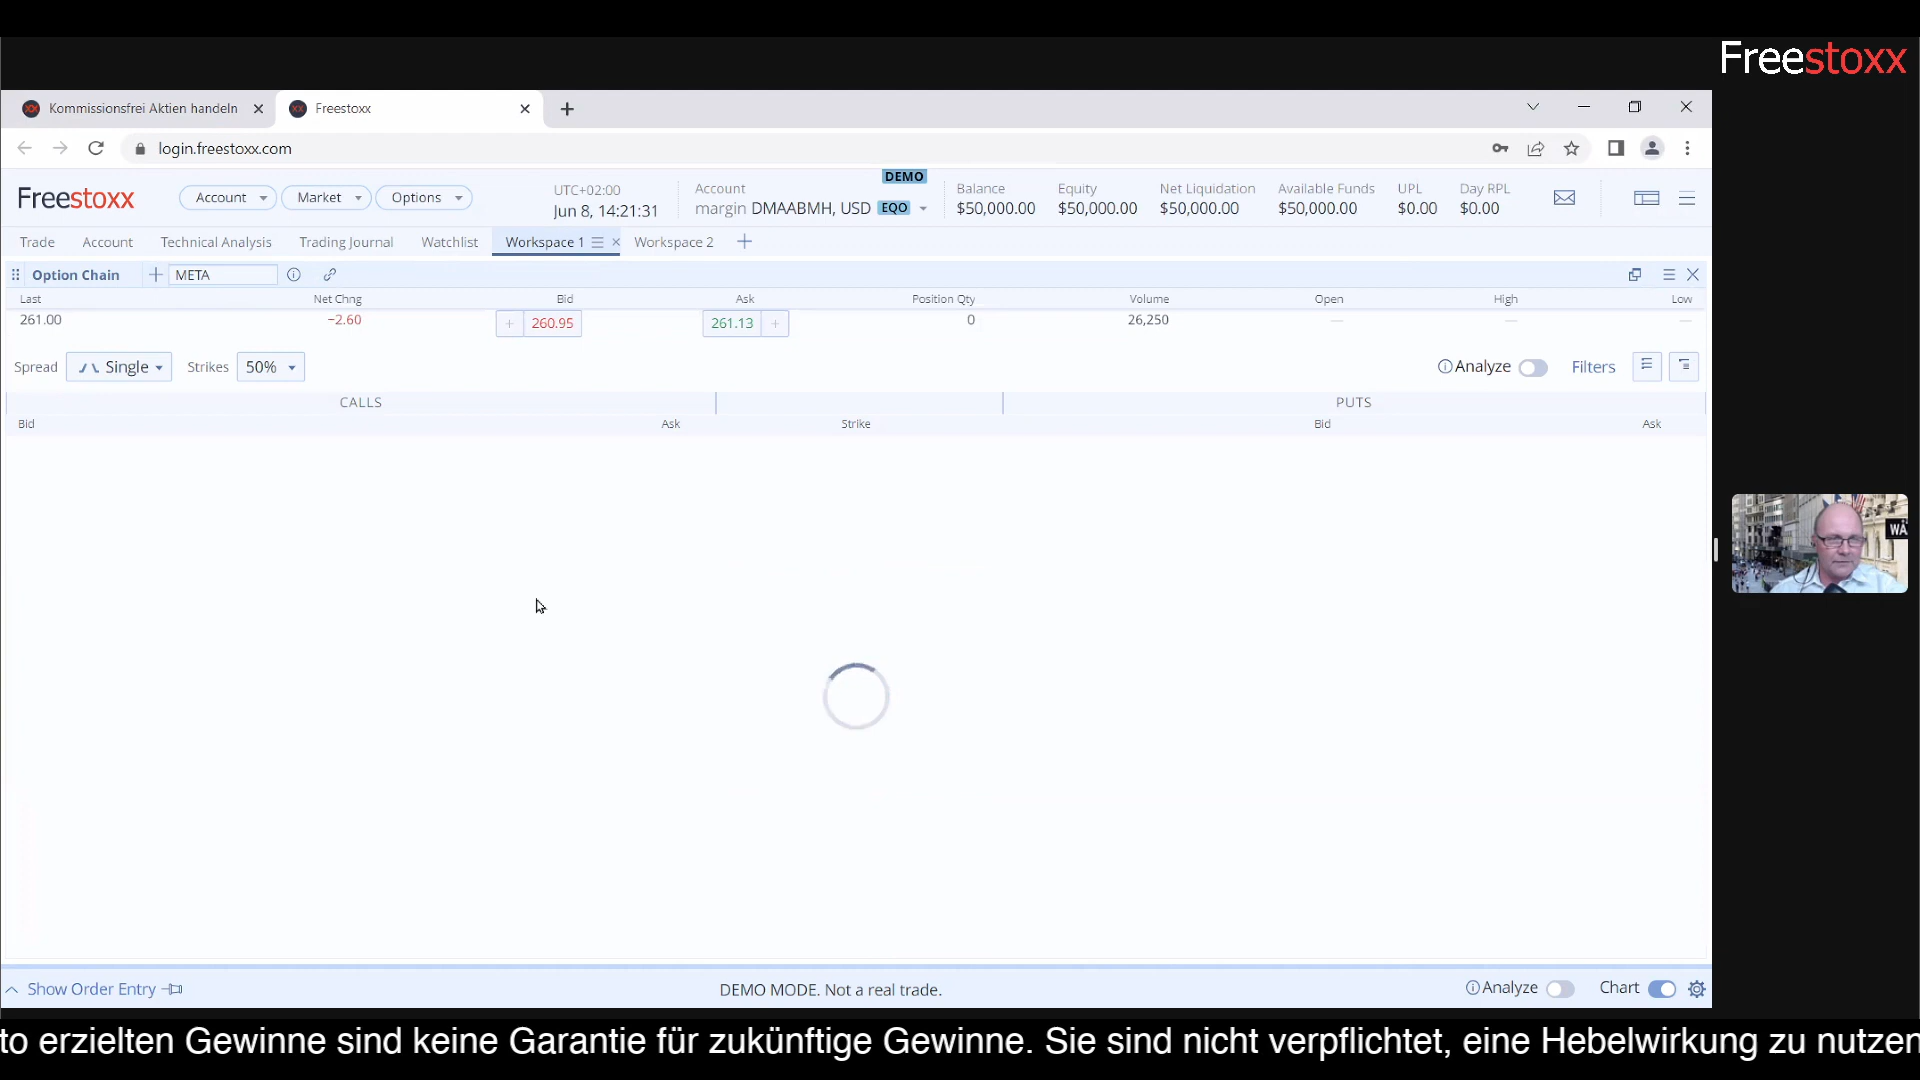 Freestoxx
Kommissionsfrei Aktien handeln
Freestoxx
login.freestoxx.com
Freestoxx
Account
Market
Options
UTC+02:00
Jun 8, 14:21:31
Account
DEMO
margin DMAABMH, USD EQO
Balance
$50,000.00
Equity
$50,000.00
Net Liquidation
$50,000.00
Available Funds
$50,000.00
UPL
$0.00
Day RPL
$0.00
Trade
Account
Technical Analysis
Trading Journal
Watchlist
Workspace 1
Workspace 2
Option Chain
META
Last Net Chng Bid Ask Position Qty Volume Open High Low
261.00 −2.60 + 260.95 261.13 + 0 26,250 — — —
Spread Single Strikes 50% Analyze Filters
CALLS PUTS
Bid Ask Strike Bid Ask
WA
Show Order Entry
DEMO MODE. Not a real trade.
Analyze
Chart
to erzielten Gewinne sind keine Garantie für zukünftige Gewinne. Sie sind nicht verpflichtet, eine Hebelwirkung zu nutzen